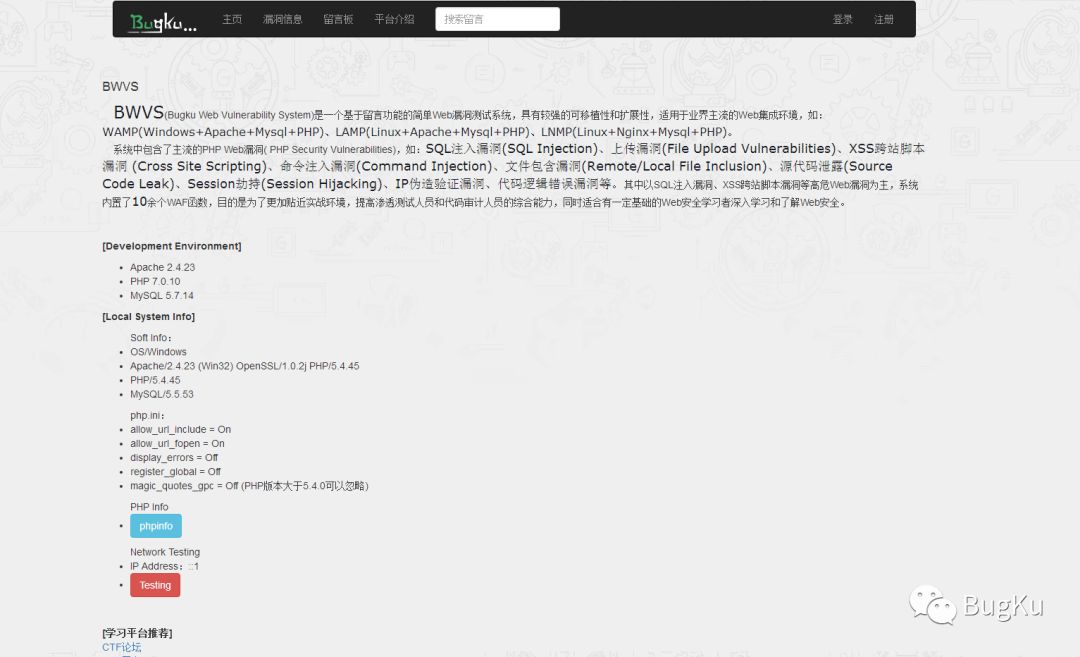 Bugku...
主页 漏洞信息 留言板 平台介绍 搜索留言 登录 注册
BWVS
BWVS(Bugku Web Vulnerability System)是一个基于留言功能的简单Web漏洞测试系统，具有较强的可移植性和扩展性，适用于业界主流的Web集成环境，如：
WAMP(Windows+Apache+Mysql+PHP)、LAMP(Linux+Apache+Mysql+PHP)、LNMP(Linux+Nginx+Mysql+PHP)。
系统中包含了主流的PHP Web漏洞( PHP Security Vulnerabilities)，如：SQL注入漏洞(SQL Injection)、上传漏洞(File Upload Vulnerabilities)、XSS跨站脚本
漏洞 (Cross Site Scripting)、命令注入漏洞(Command Injection)、文件包含漏洞(Remote/Local File Inclusion)、源代码泄露(Source
Code Leak)、Session劫持(Session Hijacking)、IP伪造验证漏洞、代码逻辑错误漏洞等。其中以SQL注入漏洞、XSS跨站脚本漏洞等高危Web漏洞为主，系统
内置了10余个WAF函数，目的是为了更加贴近实战环境，提高渗透测试人员和代码审计人员的综合能力，同时适合有一定基础的Web安全学习者深入学习和了解Web安全。
[Development Environment]
Apache 2.4.23
PHP 7.0.10
MySQL 5.7.14
[Local System Info]
Soft Info：
OS/Windows
Apache/2.4.23 (Win32) OpenSSL/1.0.2j PHP/5.4.45
PHP/5.4.45
MySQL/5.5.53
php.ini：
allow_url_include = On
allow_url_fopen = On
display_errors = Off
register_global = Off
magic_quotes_gpc = Off (PHP版本大于5.4.0可以忽略)
PHP Info
phpinfo
Network Testing
IP Address：::1
Testing
BugKu
[学习平台推荐]
CTF论坛